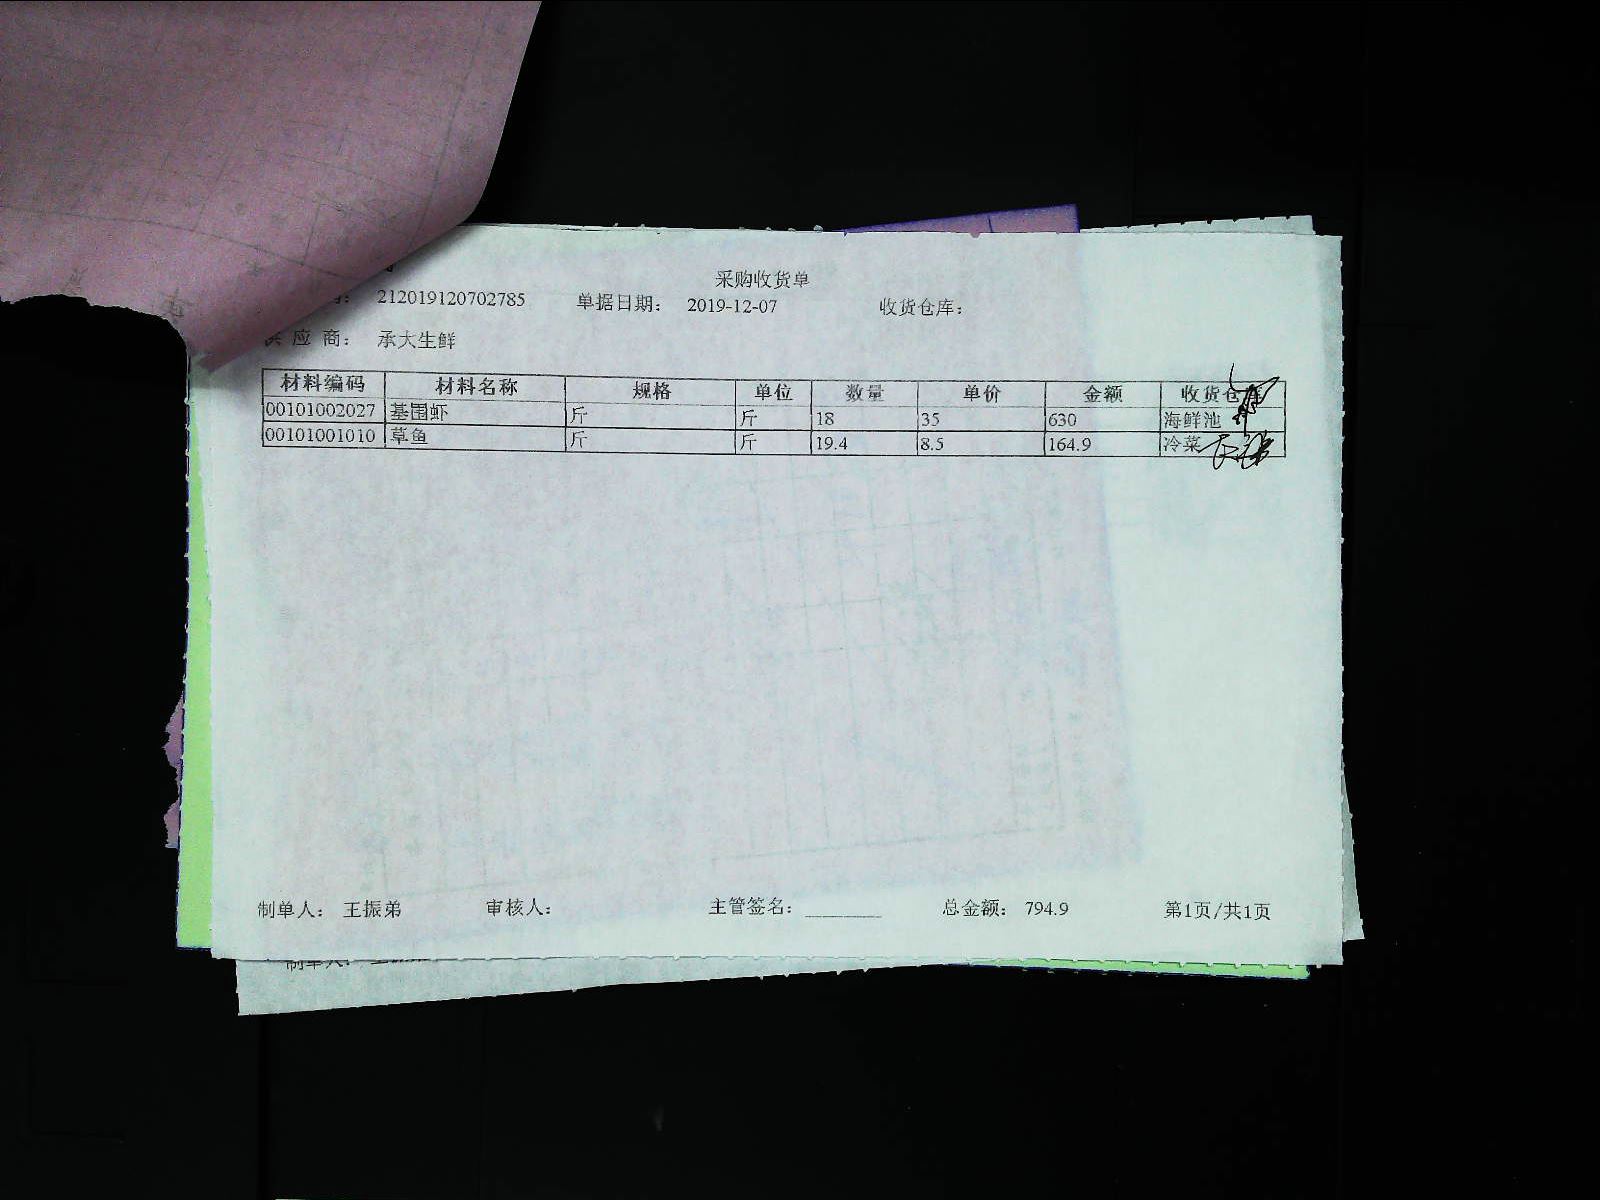 采购收货单
212019120702785 单据日期： 2019-12-07 收货仓库：
应 商： 承大生鲜
材料编码 材料名称 规格 单位 数量 单价 金额 收货仓
00101002027 基围虾 斤 斤 18 35 630 海鲜池
00101001010 草鱼 斤 斤 19.4 8.5 164.9 冷菜
制单人： 王振弟 审核人： 主管签名： 总金额： 794.9 第1页/共1页